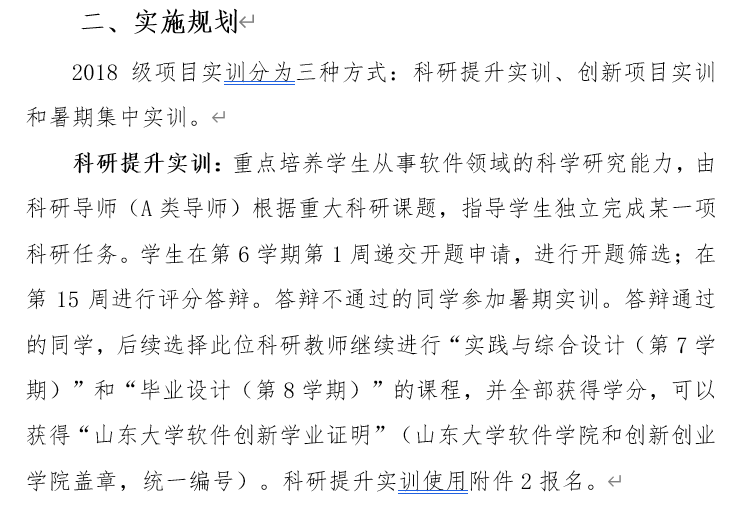 二、实施规划
2018 级项目实训分为三种方式：科研提升实训、创新项目实训
和暑期集中实训。
科研提升实训：重点培养学生从事软件领域的科学研究能力，由
科研导师（A 类导师）根据重大科研课题，指导学生独立完成某一项
科研任务。学生在第 6 学期第 1 周递交开题申请，进行开题筛选；在
第 15 周进行评分答辩。答辩不通过的同学参加暑期实训。答辩通过
的同学，后续选择此位科研教师继续进行“实践与综合设计（第 7 学
期）”和“毕业设计（第 8 学期）”的课程，并全部获得学分，可以
获得“山东大学软件创新学业证明”（山东大学软件学院和创新创业
学院盖章，统一编号）。科研提升实训使用附件 2 报名。